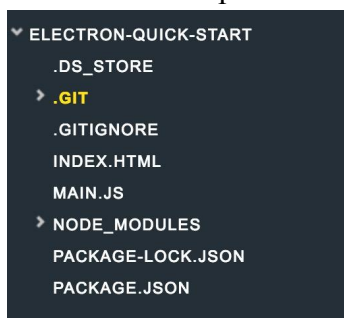 ELECTRON-QUICK-START
.DS_STORE
.GIT
.GITIGNORE
INDEX.HTML
MAIN.JS
NODE_MODULES
PACKAGE-LOCK.JSON
PACKAGE.JSON